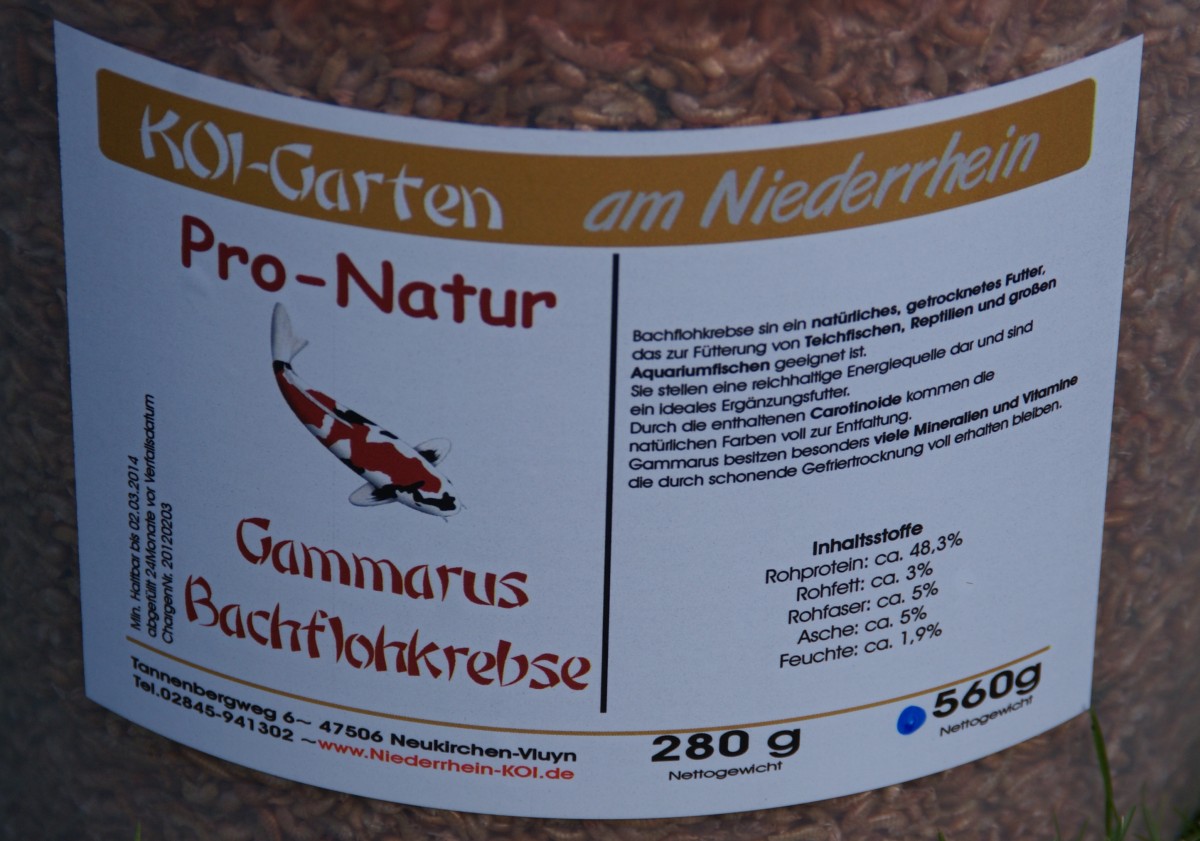 KOI-Garten am Niederrhein
Pro-Natur
Min. Haltbar bis 02.03.2014
abgefüllt 24Monate vor Verfallsdatum
ChargenNr. 20120203
Gammarus
Bachflohkrebse
Bachflohkrebse sin ein natürliches, getrocknetes Futter,
das zur Fütterung von Teichfischen, Reptilien und großen
Aquariumfischen geeignet ist.
Sie stellen eine reichhaltige Energiequelle dar und sind
ein ideales Ergänzungsfutter.
Durch die enthaltenen Carotinoide kommen die
natürlichen Farben voll zur Entfaltung.
Gammarus besitzen besonders viele Mineralien und Vitamine
die durch schonende Gefriertrocknung voll erhalten bleiben.
Inhaltsstoffe
Rohprotein: ca. 48,3%
Rohfett: ca. 3%
Rohfaser: ca. 5%
Asche: ca. 5%
Feuchte: ca. 1,9%
Tannenbergweg 6~ 47506 Neukirchen-Vluyn
Tel.02845-941302 ~www.Niederrhein-KOI.de
280 g
Nettogewicht
560g
Nettogewicht